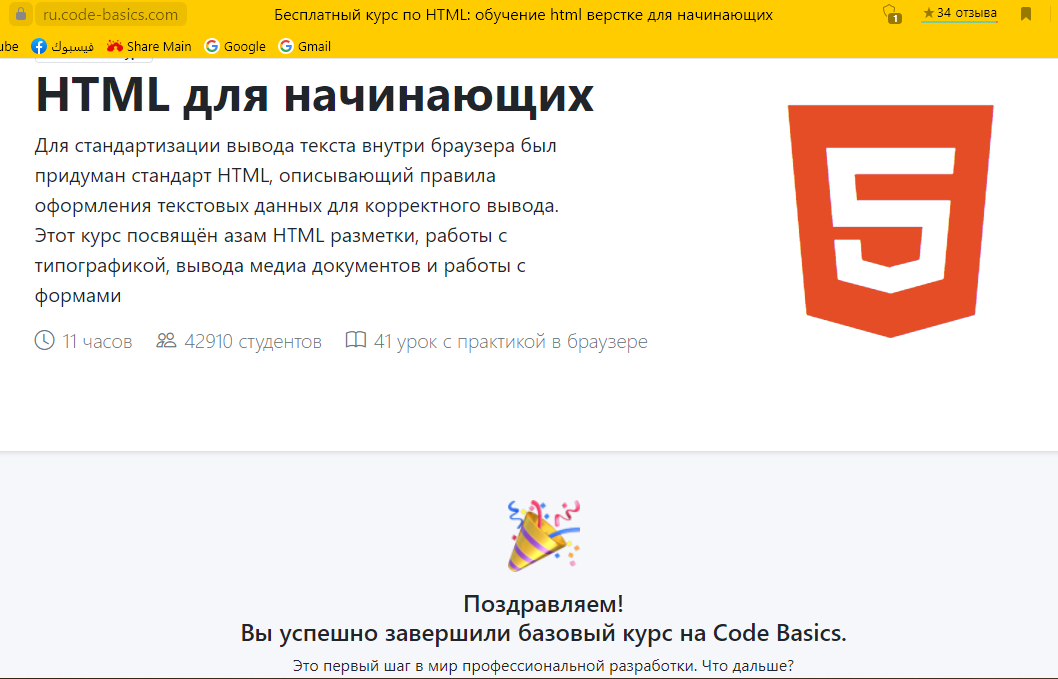 ru.code-basics.com
Бесплатный курс по HTML: обучение html верстке для начинающих
1
★34 отзыва
ube
فيسبوك
Share Main
Google
Gmail
HTML для начинающих
Для стандартизации вывода текста внутри браузера был
придуман стандарт HTML, описывающий правила
оформления текстовых данных для корректного вывода.
Этот курс посвящён азам HTML разметки, работы с
типографикой, вывода медиа документов и работы с
формами
11 часов
42910 студентов
41 урок с практикой в браузере
Поздравляем!
Вы успешно завершили базовый курс на Code Basics.
Это первый шаг в мир профессиональной разработки. Что дальше?